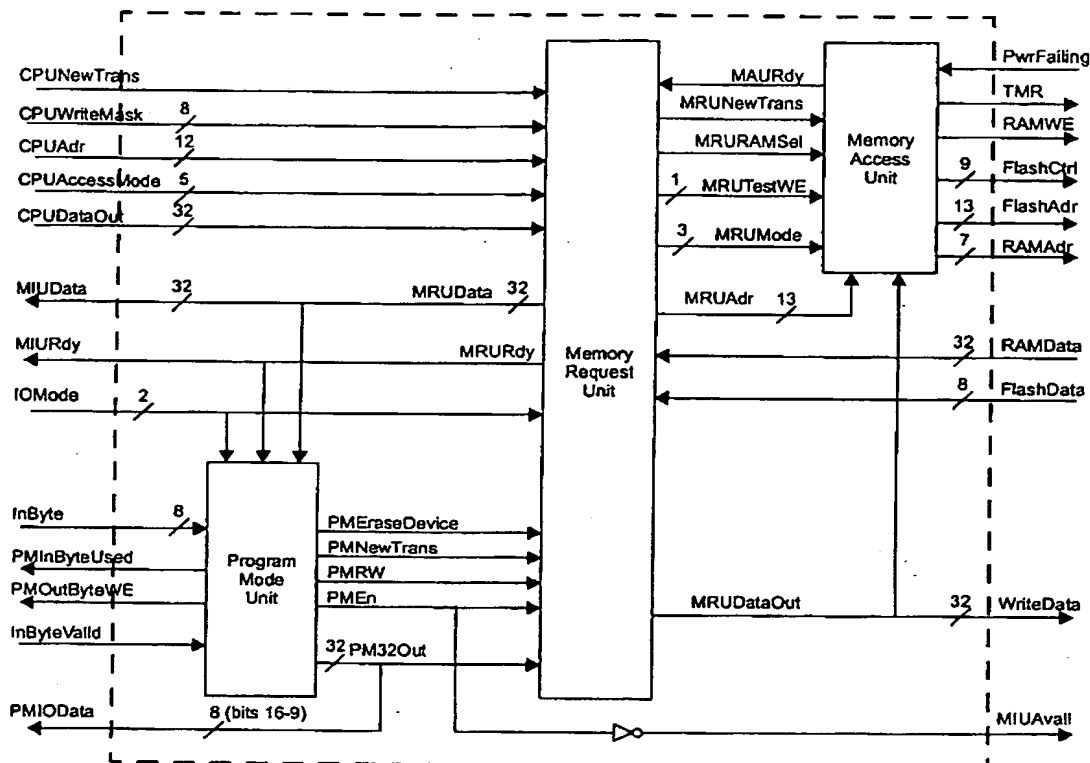 CPUNewTrans
CPUWriteMask
8
CPUAdr
12
CPUAccessMode
5
CPUDataOut
32
MIUData
32
MRUData
32
MIURdy
MRURdy
IOMode
2
InByte
8
PMInByteUsed
PMOutByteWE
InByteValid
PMIOData
8 (bits 16-9)
Program
Mode
Unit
PMEraseDevice
PMNewTrans
PMRW
PMEn
32
PM32Out
Memory
Request
Unit
MAURdy
MRUNewTrans
MRURAMSel
1
MRUTestWE
3
MRUMode
MRUAdr
13
Memory
Access
Unit
PwrFailing
TMR
RAMWE
9
FlashCtrl
13
FlashAdr
7
RAMAdr
32
RAMData
8
FlashData
MRUDataOut
32
WriteData
MIUAvail